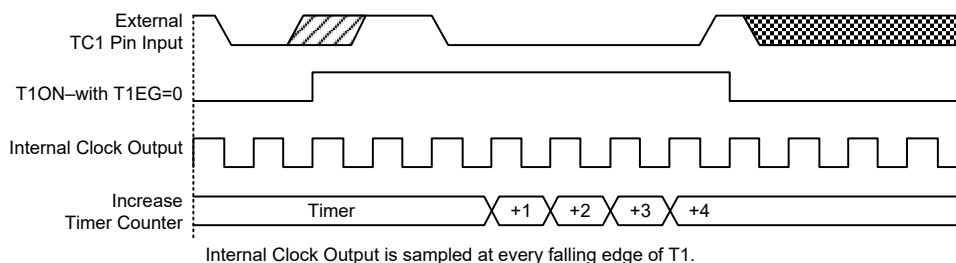 External
TC1 Pin Input
T1ON–with T1EG=0
Internal Clock Output
Increase
Timer Counter
Timer +1 +2 +3 +4
Internal Clock Output is sampled at every falling edge of T1.